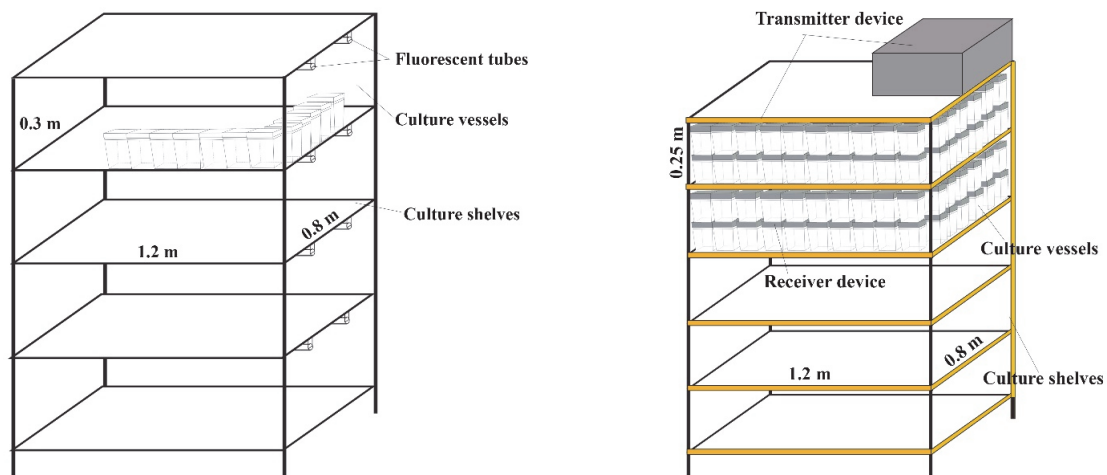 Fluorescent tubes
0.3 m
Culture vessels
Culture shelves
0.8 m
1.2 m
Transmitter device
0.25 m
Culture vessels
Receiver device
0.8 m
1.2 m
Culture shelves